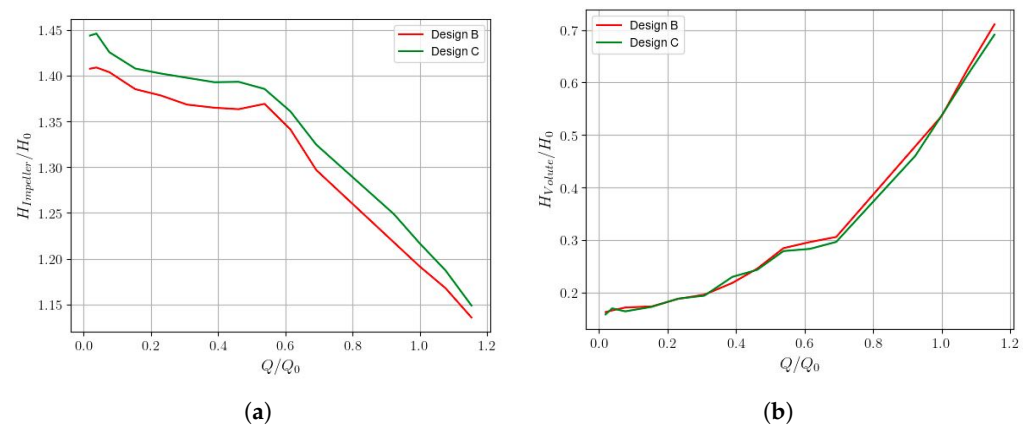 Design B
Design C
1.45
1.40
1.35
1.30
1.25
1.20
1.15
H_Impeller/H_0
0.0 0.2 0.4 0.6 0.8 1.0 1.2
Q/Q_0
(a)
Design B
Design C
0.7
0.6
0.5
0.4
0.3
0.2
H_Volute/H_0
0.0 0.2 0.4 0.6 0.8 1.0 1.2
Q/Q_0
(b)